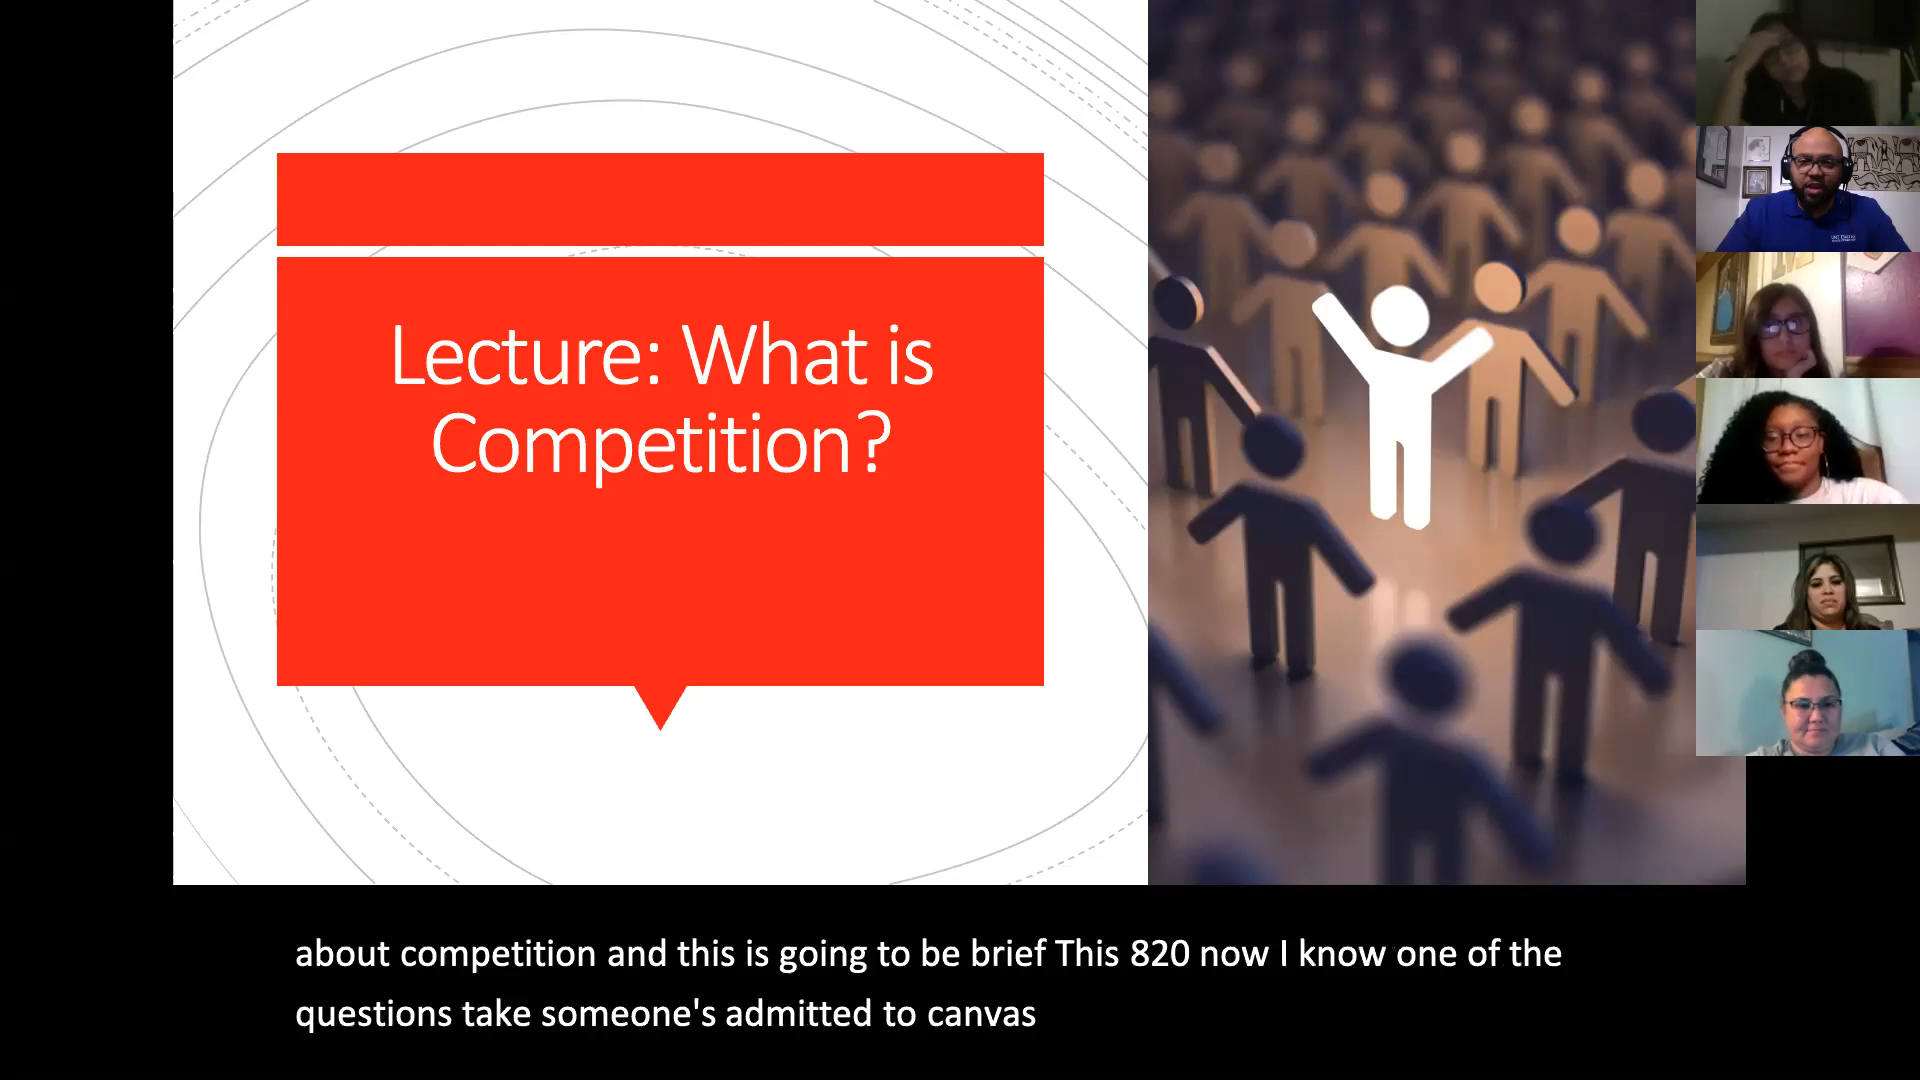 Lecture: What is
Competition?
about competition and this is going to be brief This 820 now I know one of the
questions take someone's admitted to canvas